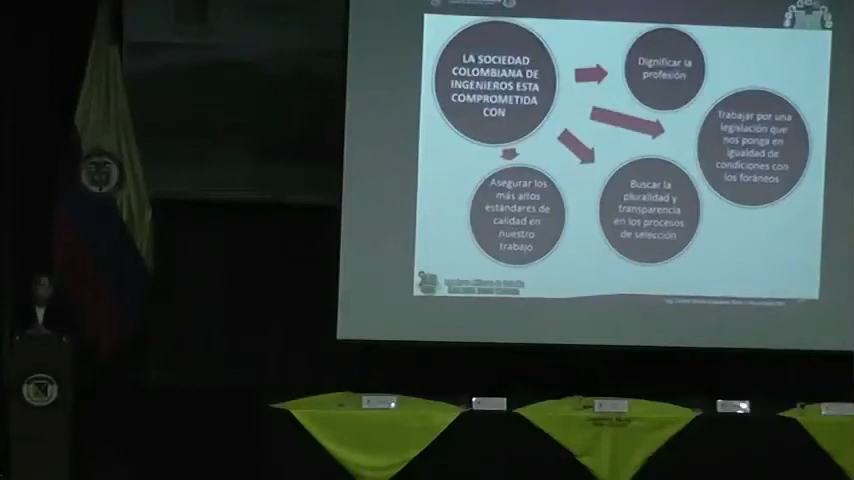 LA SOCIEDAD
COLOMBIANA DE
INGENIEROS ESTA
COMPROMETIDA
CON
Dignificar la
profesión
Trabajar por una
legislación que
nos ponga en
igualdad de
condiciones con
los foráneos
Buscar la
pluralidad y
transparencia
en los procesos
de selección
Asegurar los
más altos
estándares de
calidad en
nuestro
trabajo